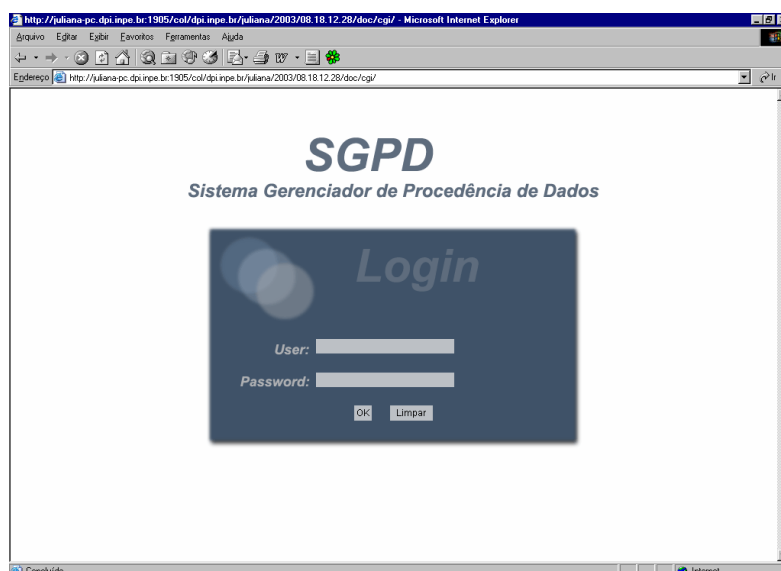 http://juliana-pc.dpi.inpe.br:1905/col/dpi.inpe.br/juliana/2003/08.18.12.28/doc/cgi/ - Microsoft Internet Explorer
Arquivo Editar Exibir Favoritos Ferramentas Ajuda
Endereço http://juliana-pc.dpi.inpe.br:1905/col/dpi.inpe.br/juliana/2003/08.18.12.28/doc/cgi/ Ir
SGPD
Sistema Gerenciador de Procedência de Dados
Login
User:
Password:
OK Limpar
Concluído Internet